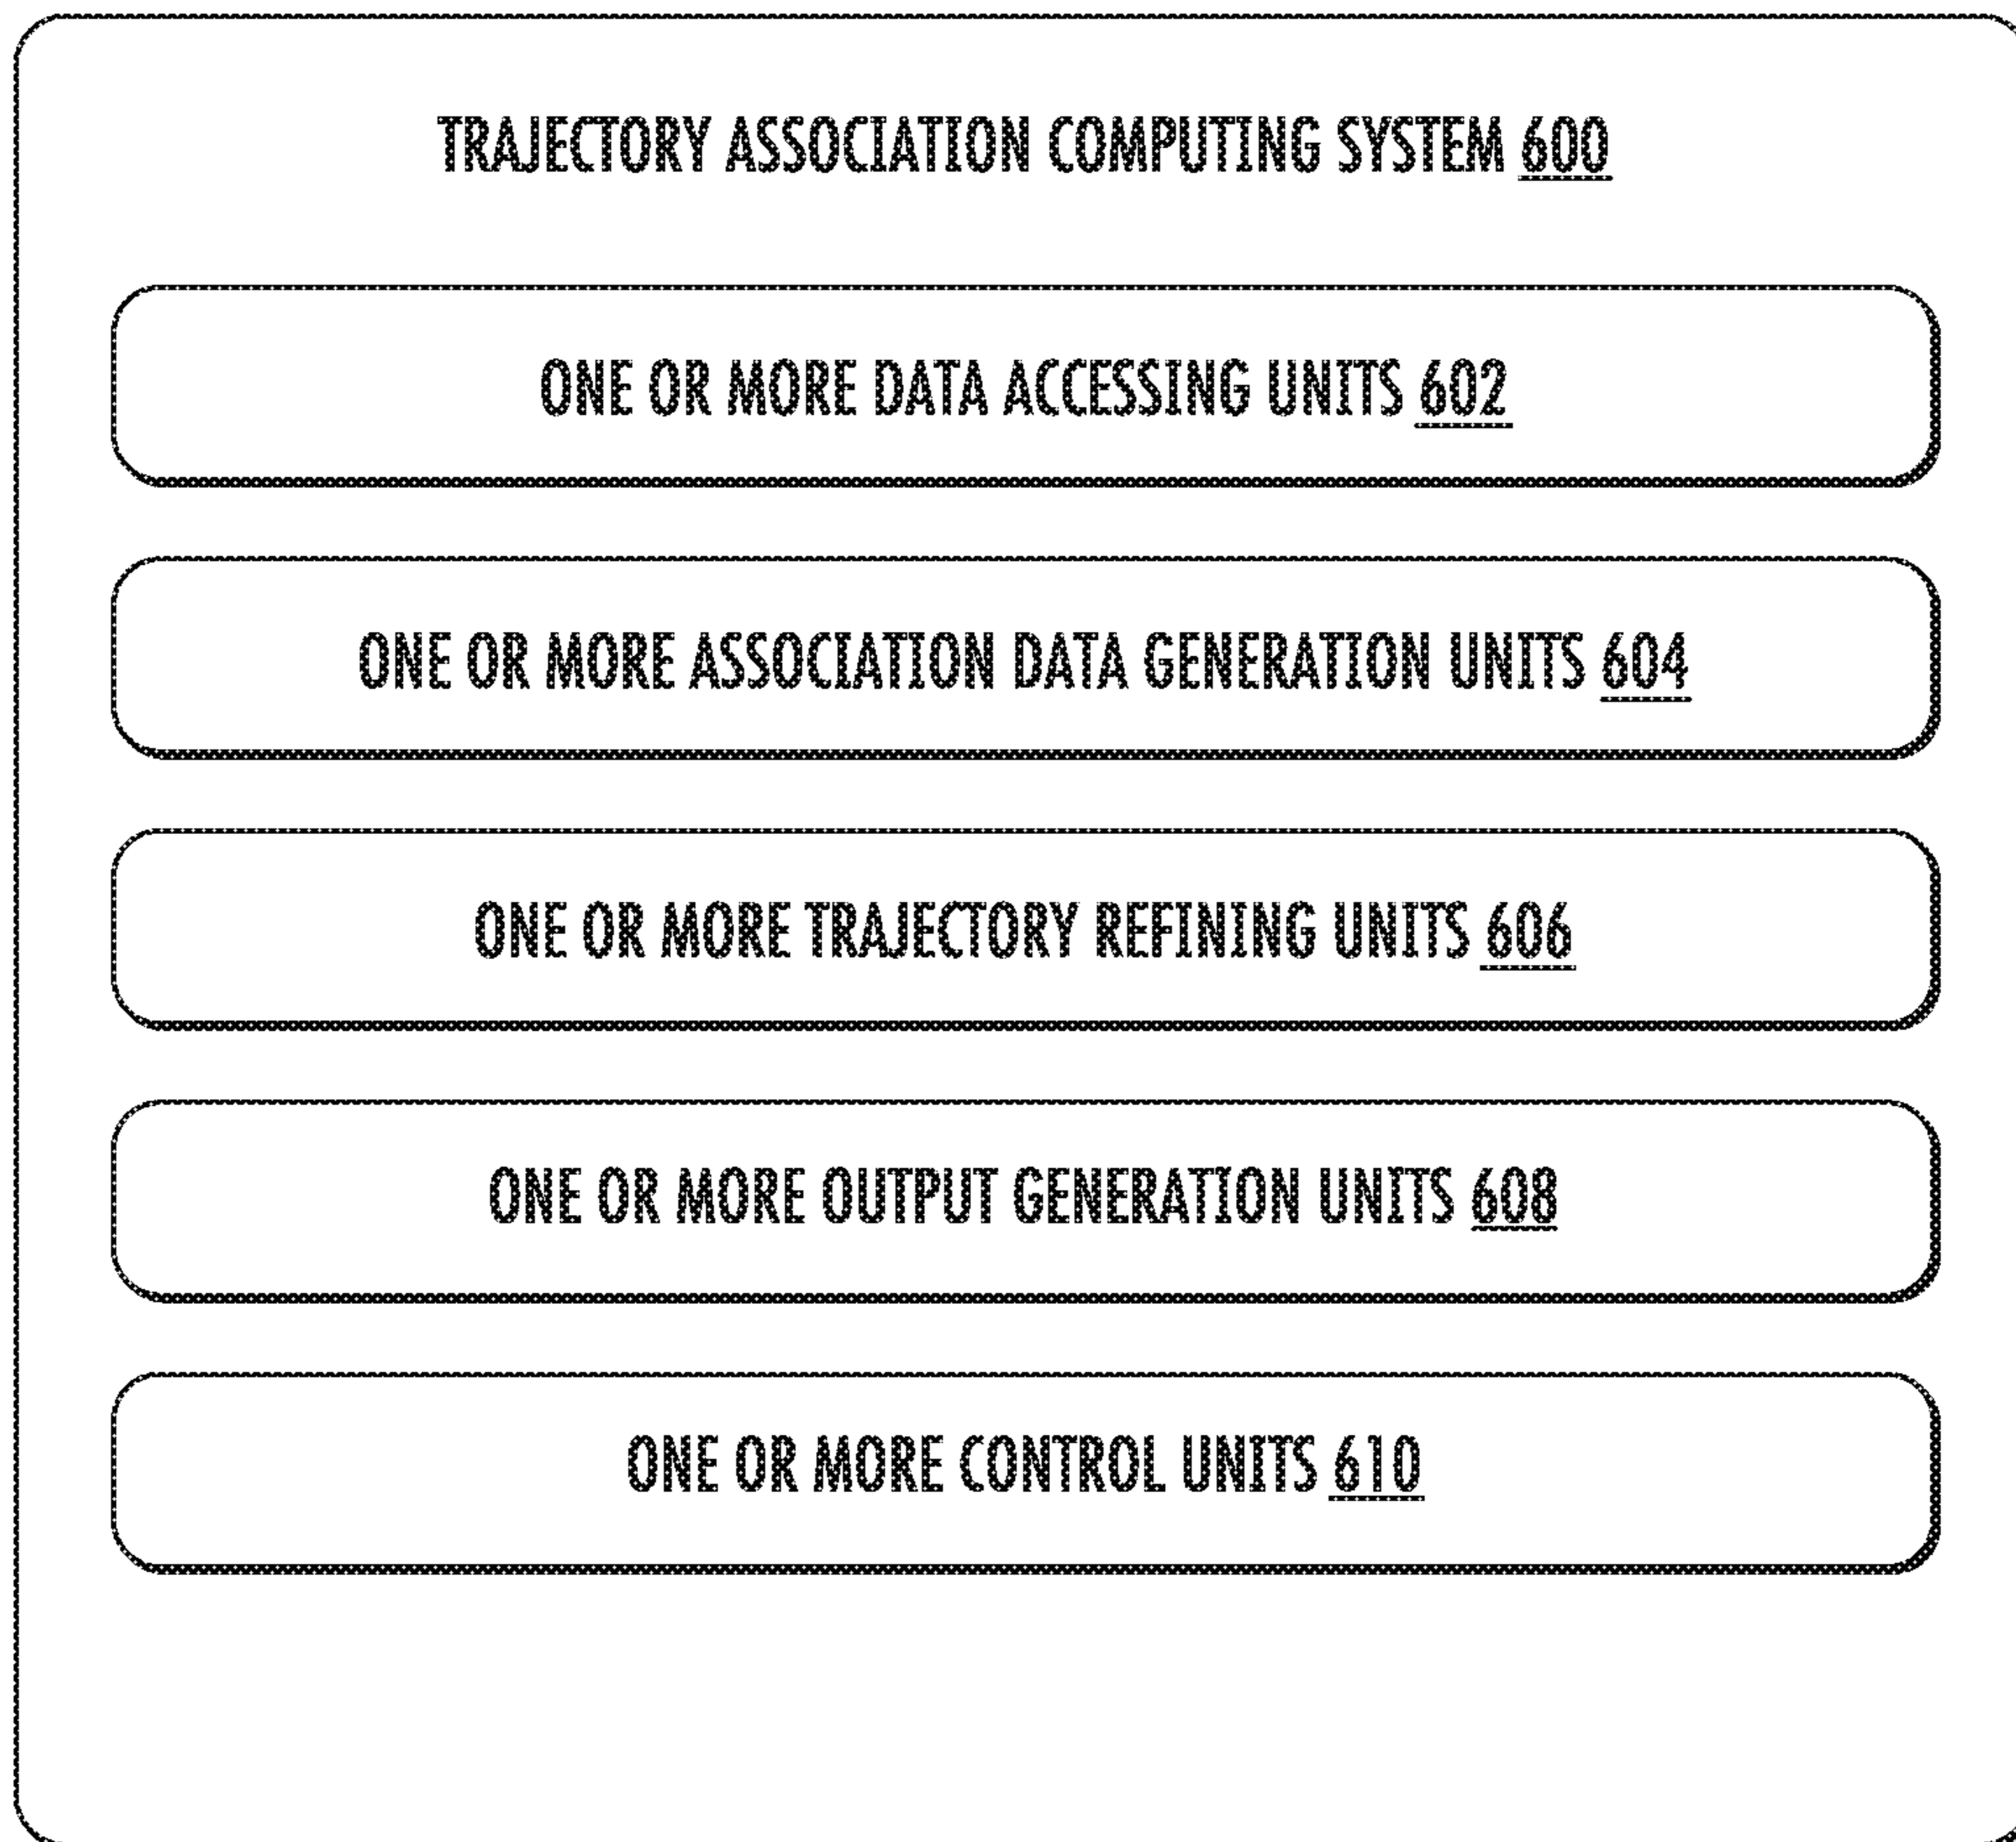 TRAJECTORY ASSOCIATION COMPUTING SYSTEM 600
ONE OR MORE DATA ACCESSING UNITS 602
ONE OR MORE ASSOCIATION DATA GENERATION UNITS 604
ONE OR MORE TRAJECTORY REFINING UNITS 606
ONE OR MORE OUTPUT GENERATION UNITS 608
ONE OR MORE CONTROL UNITS 610